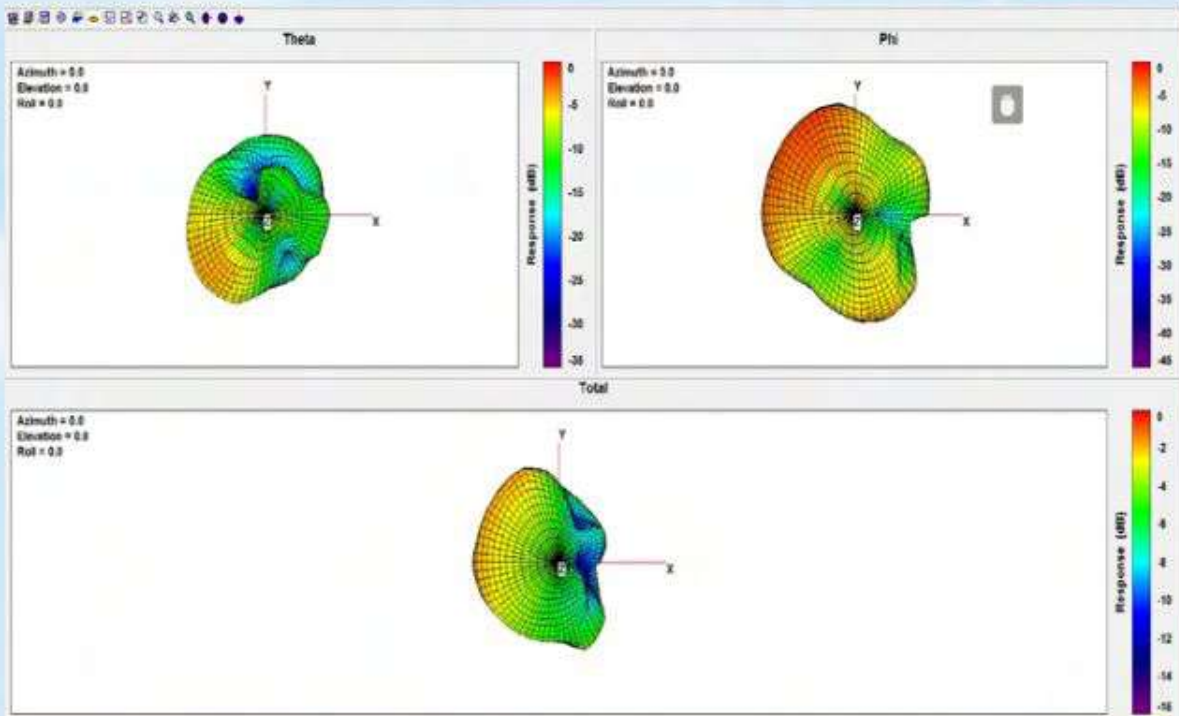 Theta
Azimuth = 0.0
Elevation = 0.0
Roll = 0.0
Y
X
Z
Response (dB)
0
-5
-10
-15
-20
-25
-30
-35
Phi
Azimuth = 0.0
Elevation = 0.0
Roll = 0.0
Y
X
Z
Response (dB)
0
-5
-10
-15
-20
-25
-30
-35
-40
-45
Total
Azimuth = 0.0
Elevation = 0.0
Roll = 0.0
Y
X
Z
Response (dB)
0
-2
-4
-6
-8
-10
-12
-14
-16